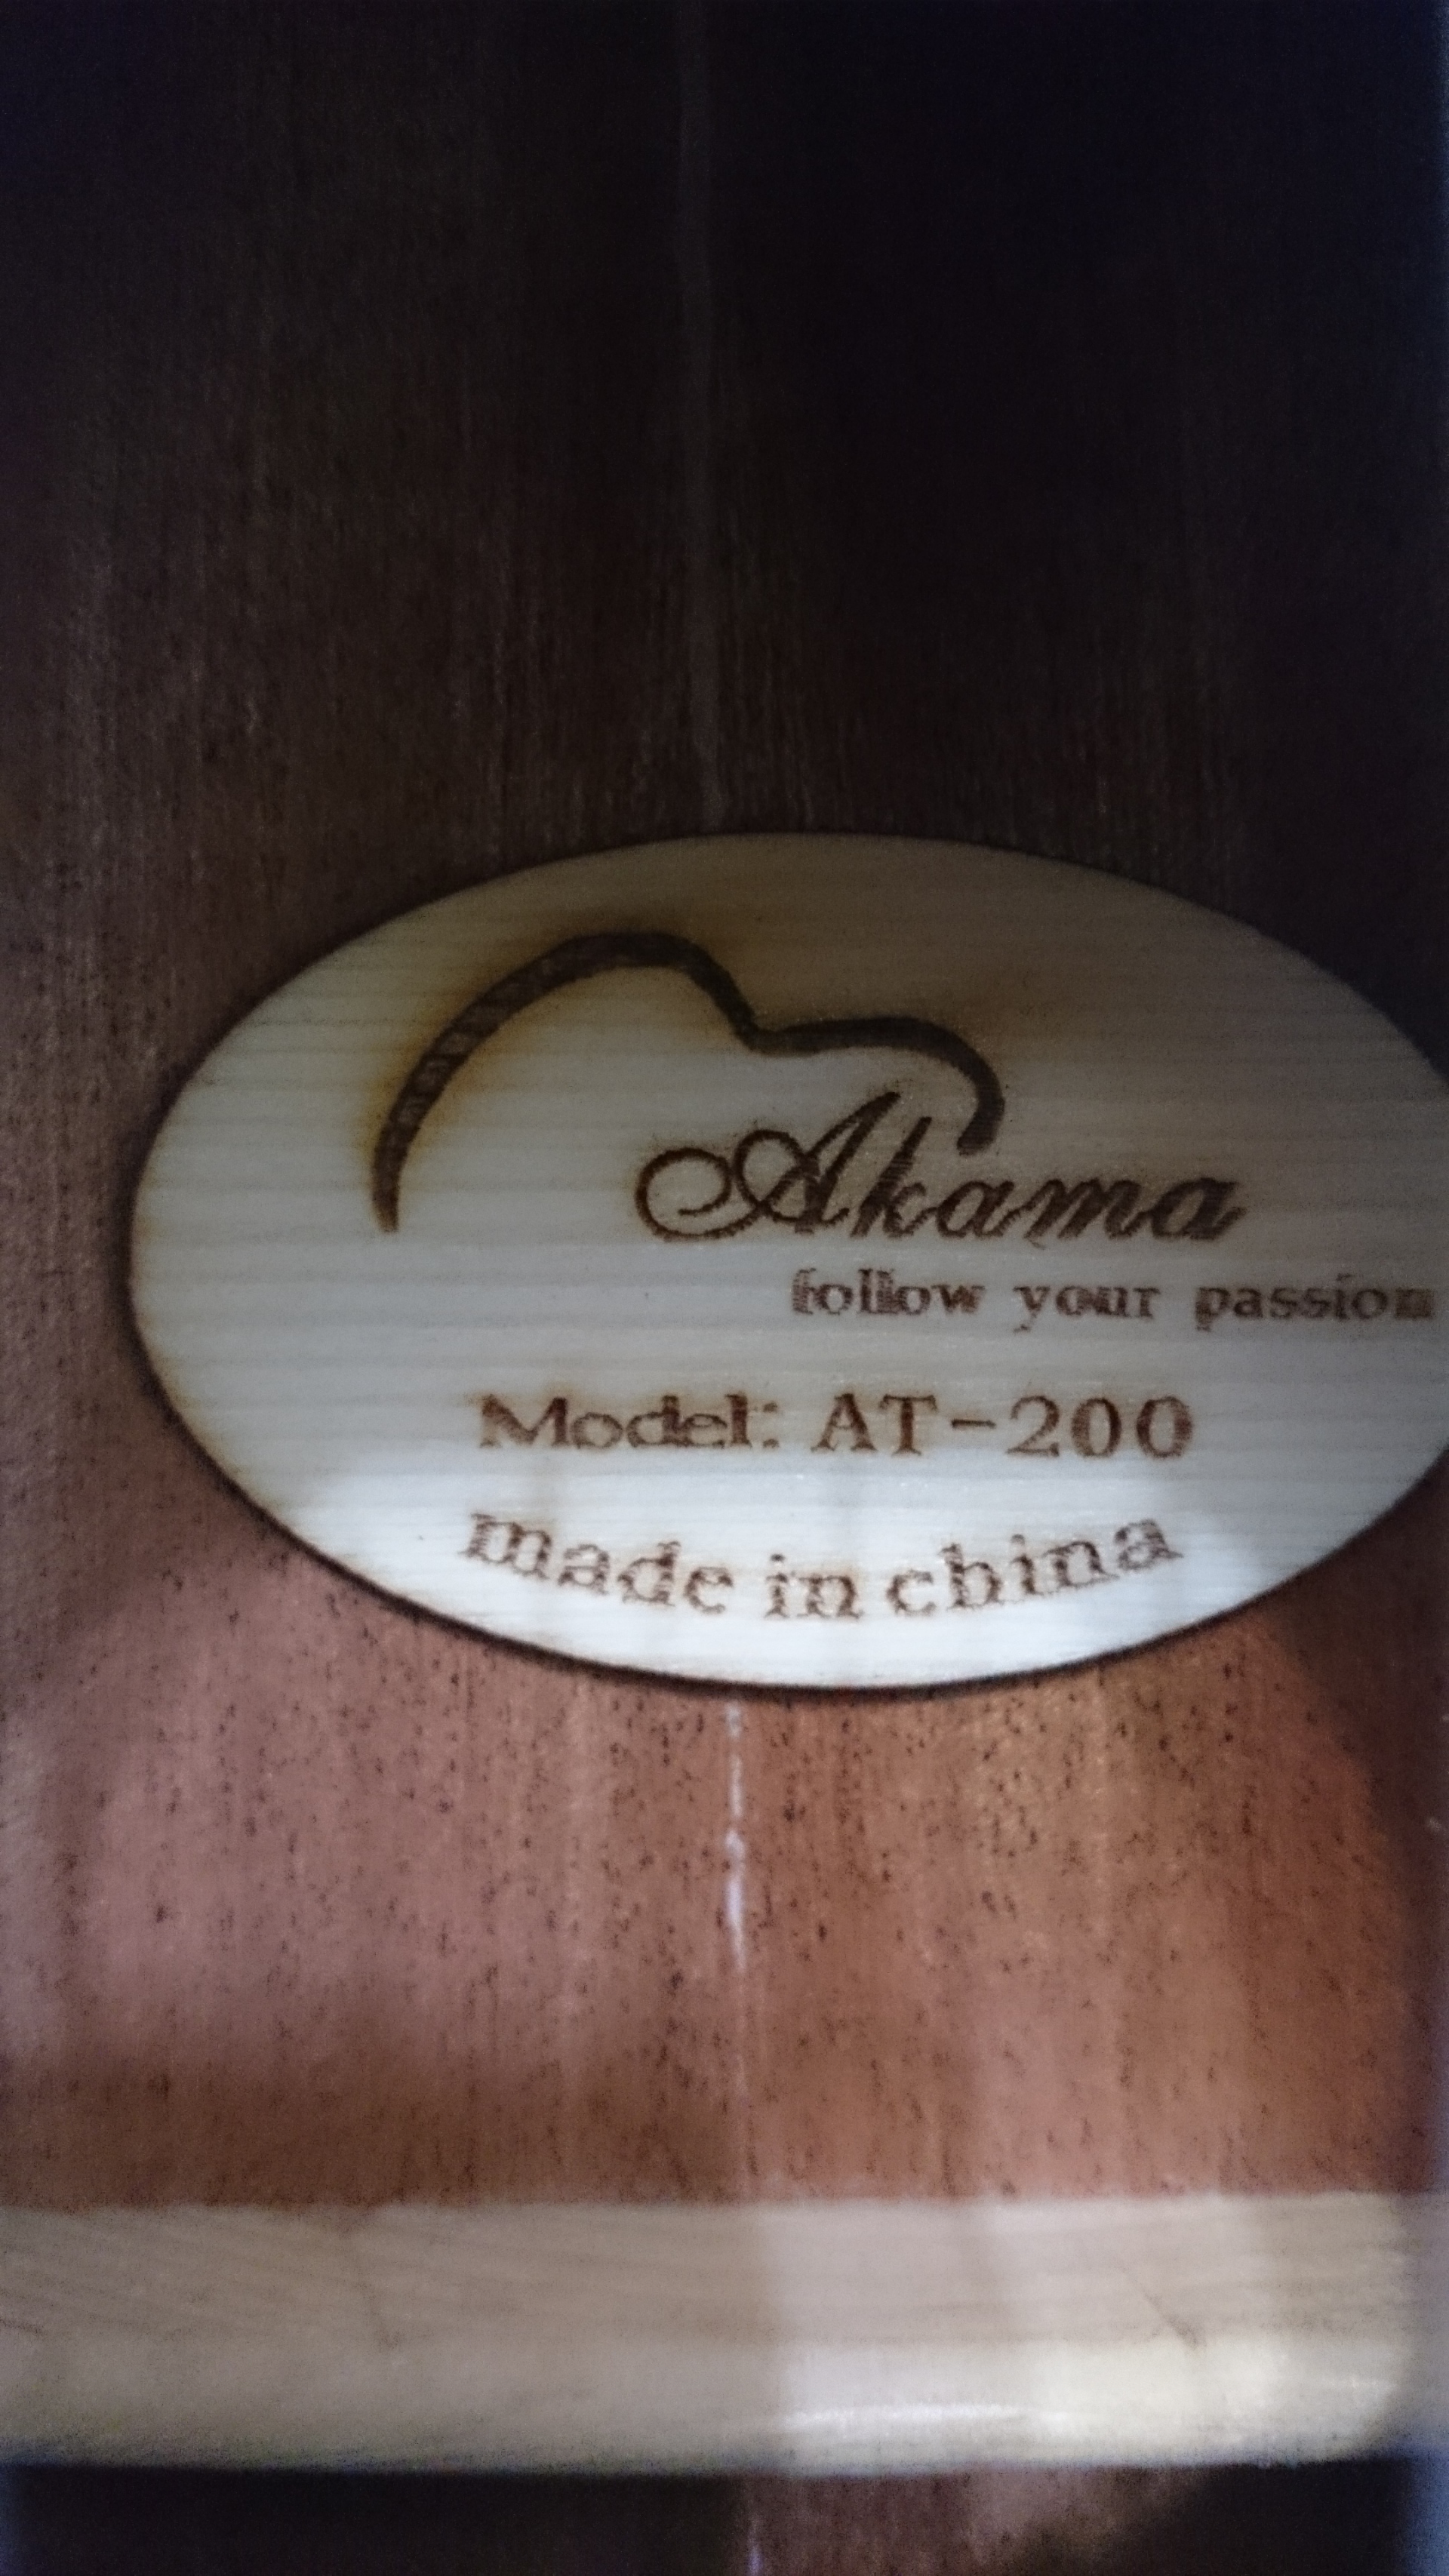 Akama
follow your passion
Model: AT-200
made in china